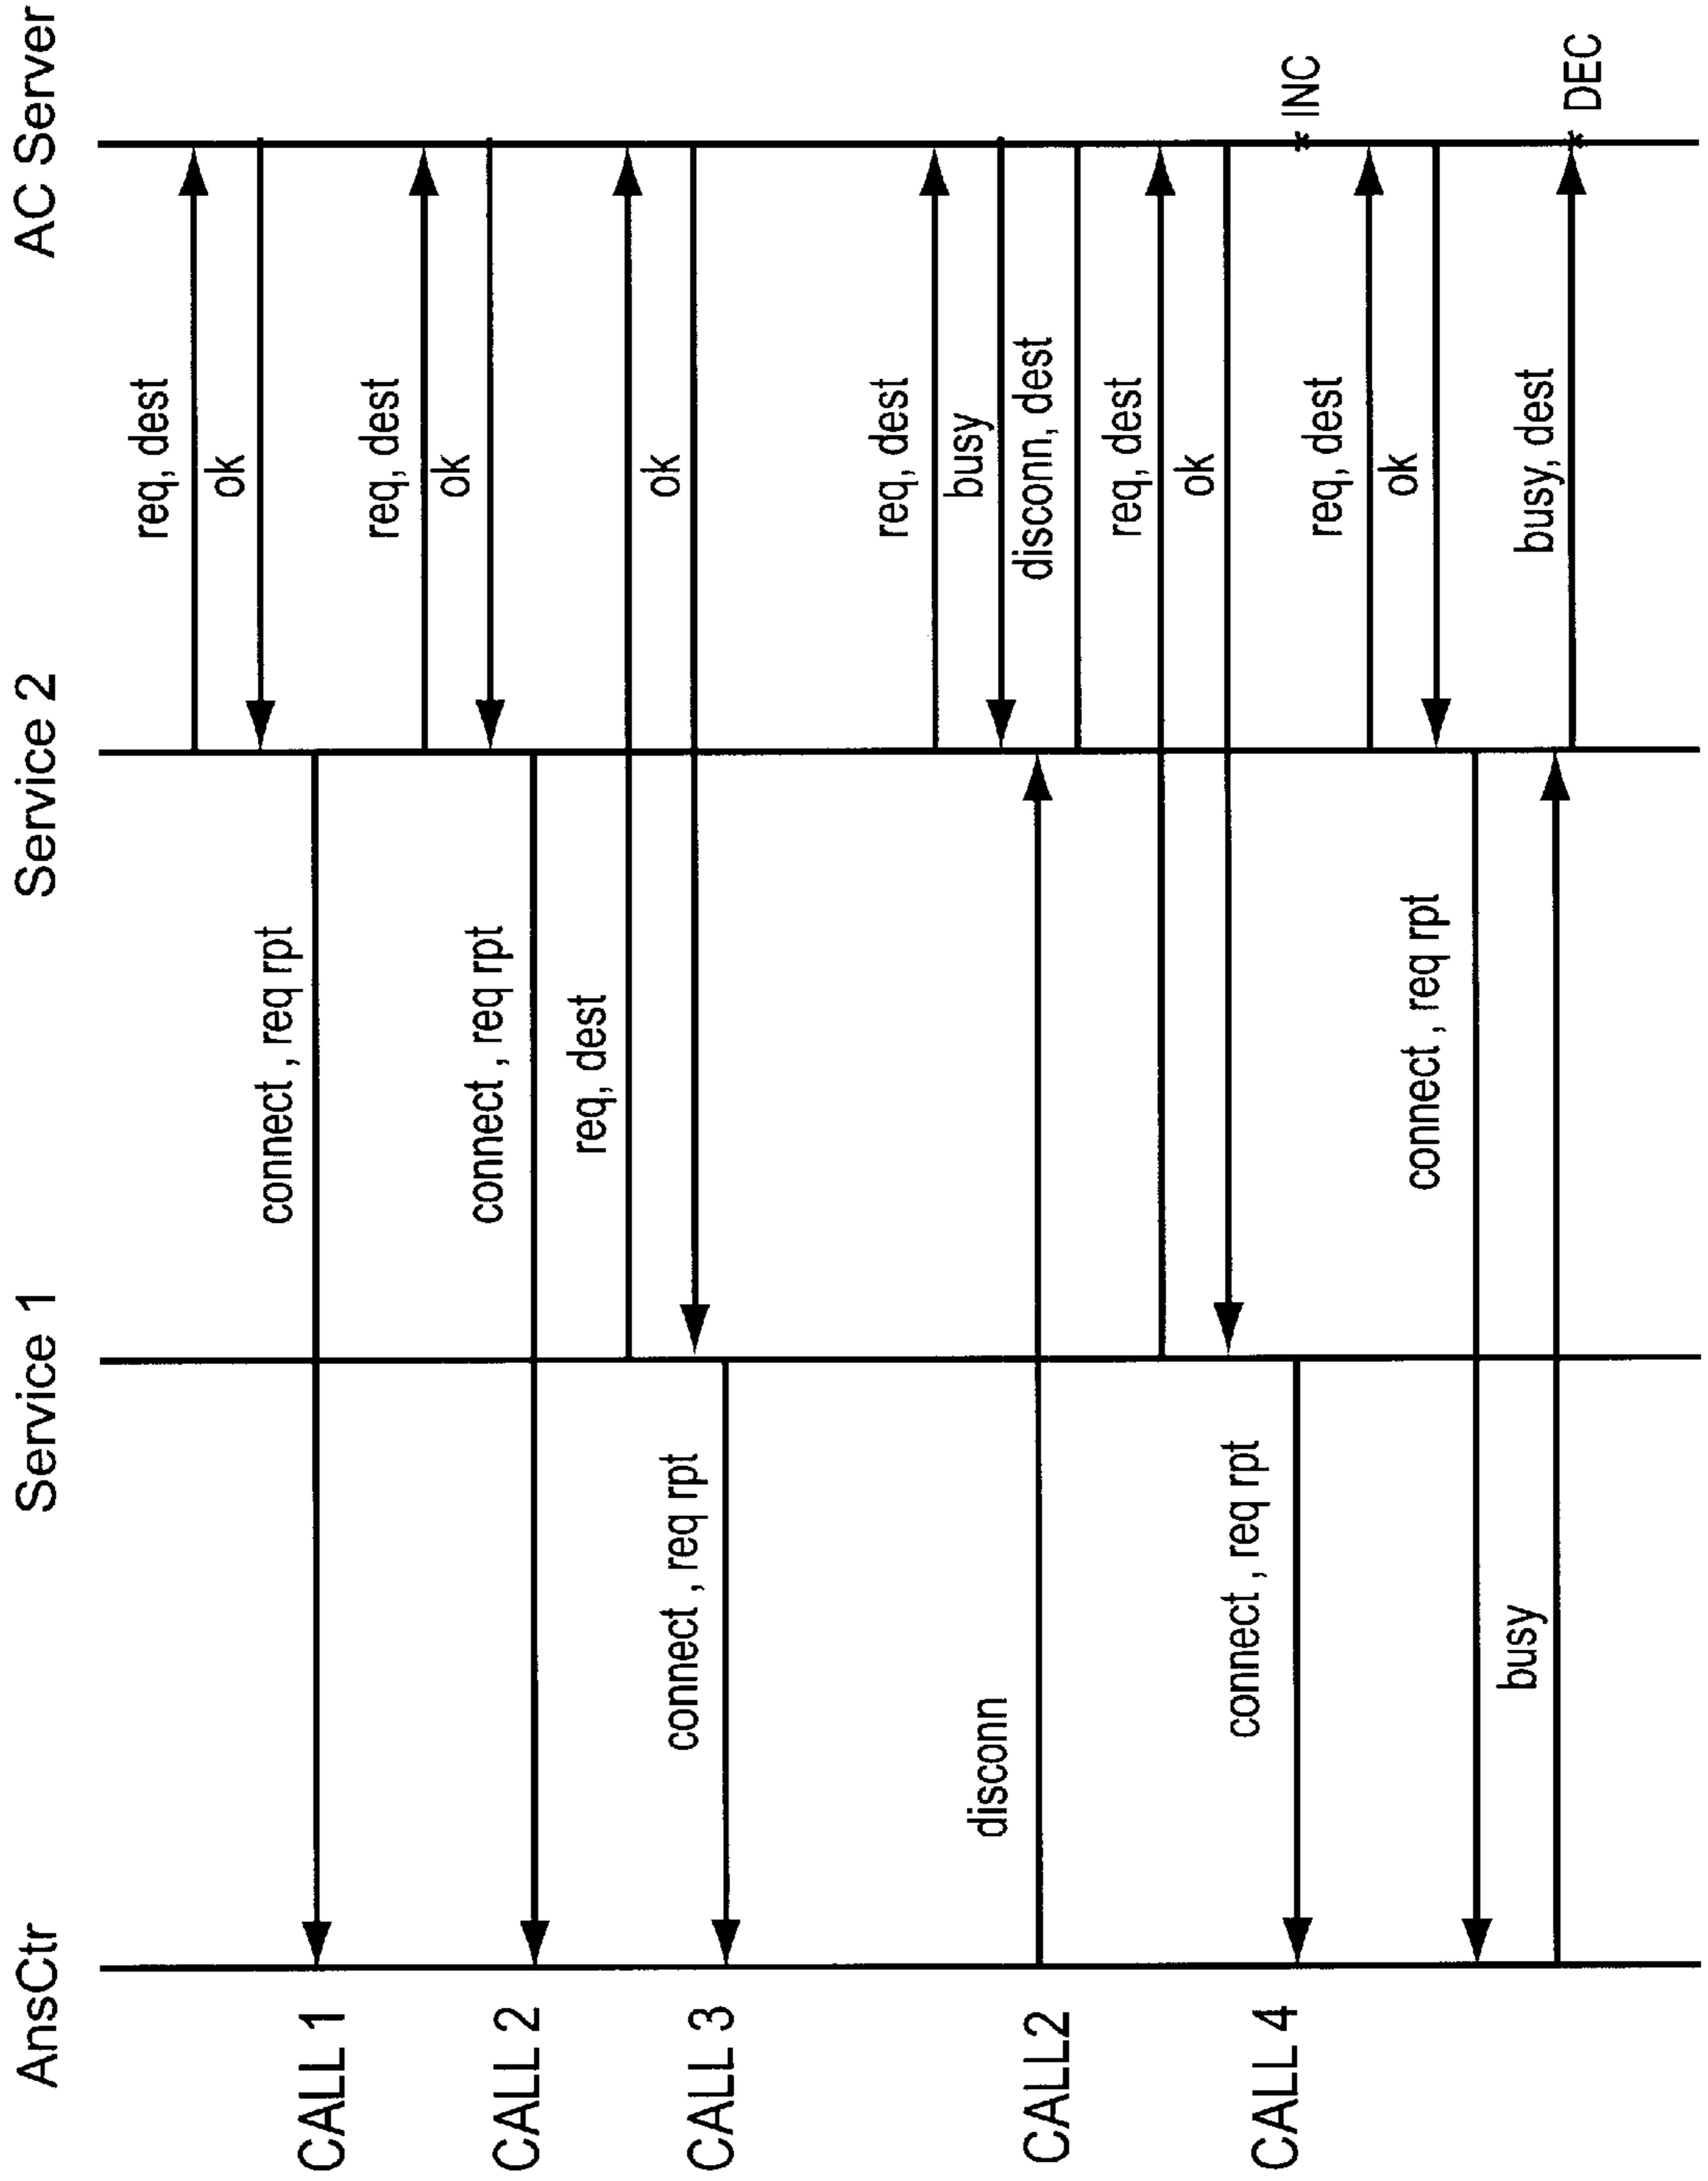 AnsCtr
Service 1
Service 2
AC Server
req, dest
ok
connect , req rpt
CALL 1
req, dest
ok
connect , req rpt
CALL 2
req, dest
ok
connect , req rpt
CALL 3
req, dest
busy
disconn
disconn, dest
CALL2
req, dest
ok
connect , req rpt
CALL 4
INC
req, dest
ok
connect , req rpt
busy
busy, dest
DEC